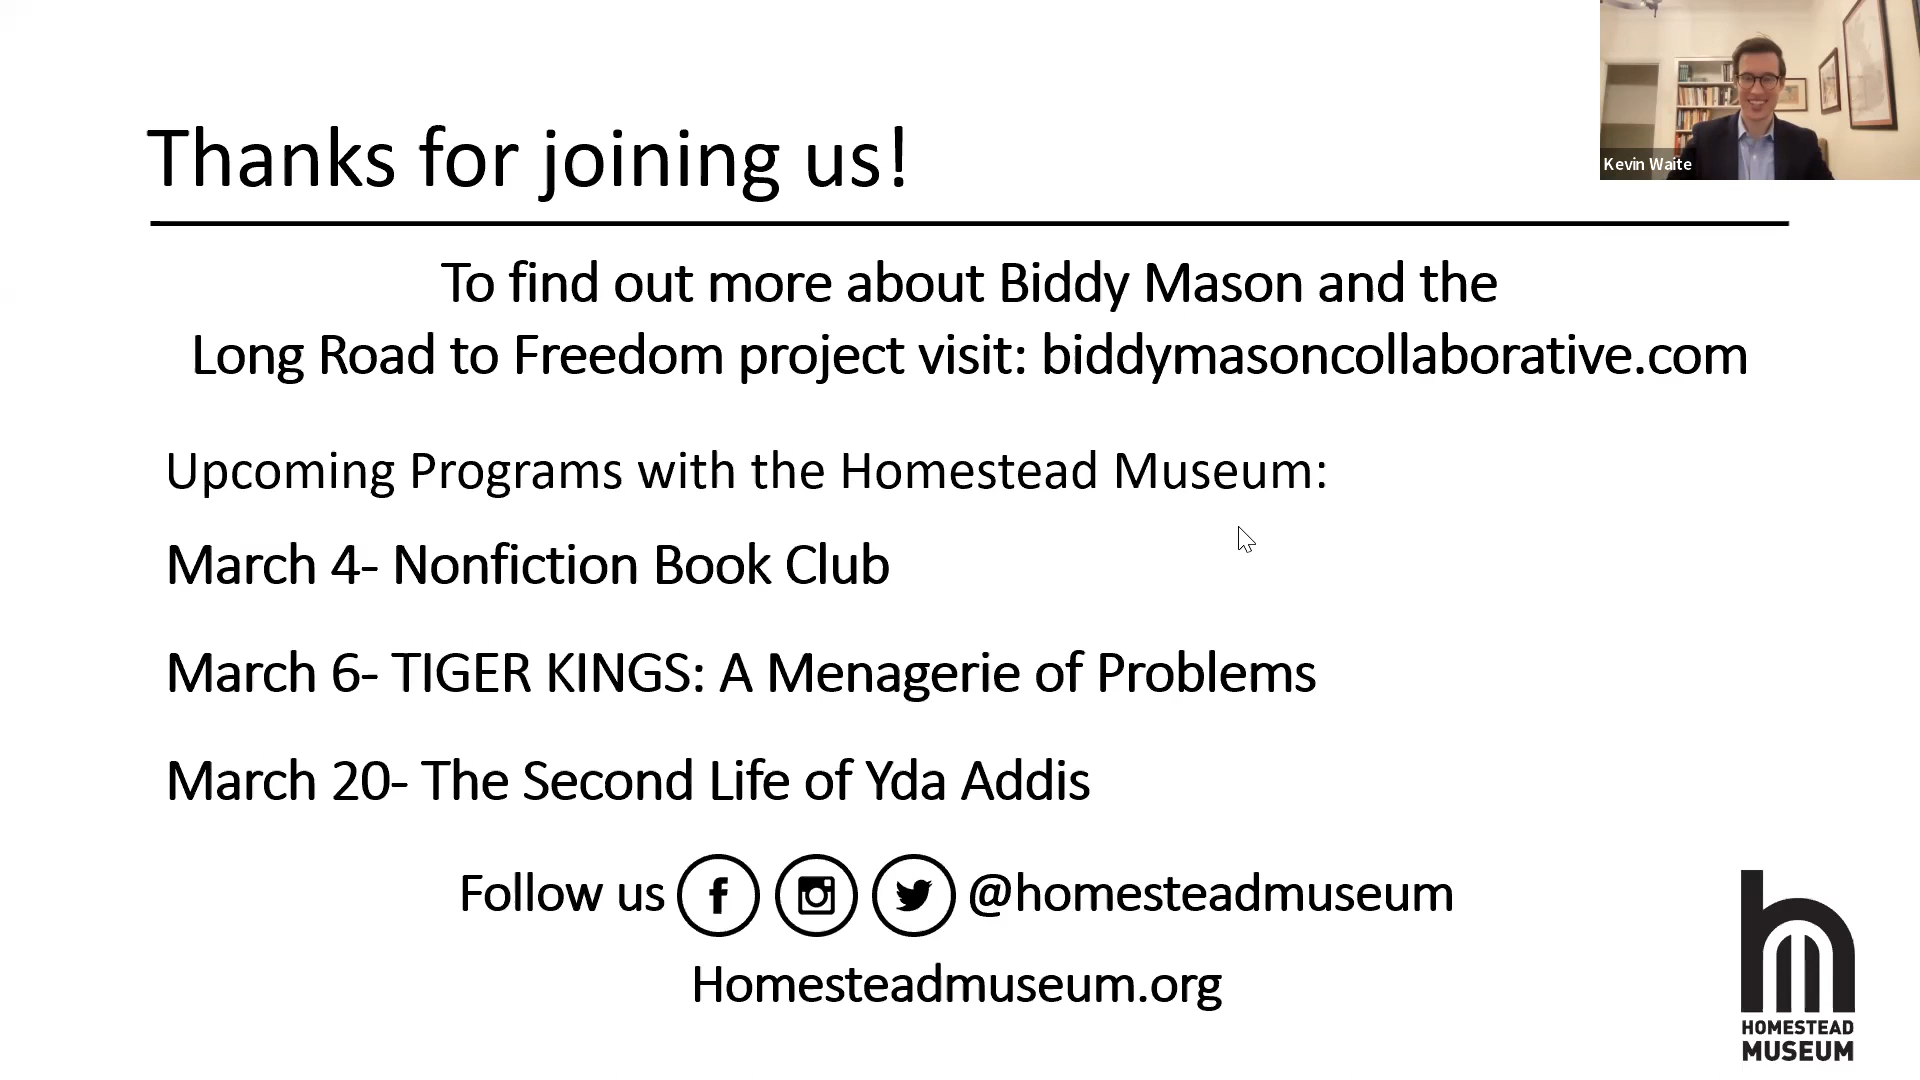 Kevin Waite
Thanks for joining us!
To find out more about Biddy Mason and the
Long Road to Freedom project visit: biddymasoncollaborative.com
Upcoming Programs with the Homestead Museum:
March 4- Nonfiction Book Club
March 6- TIGER KINGS: A Menagerie of Problems
March 20- The Second Life of Yda Addis
Follow us @homesteadmuseum
Homesteadmuseum.org
HOMESTEAD
MUSEUM